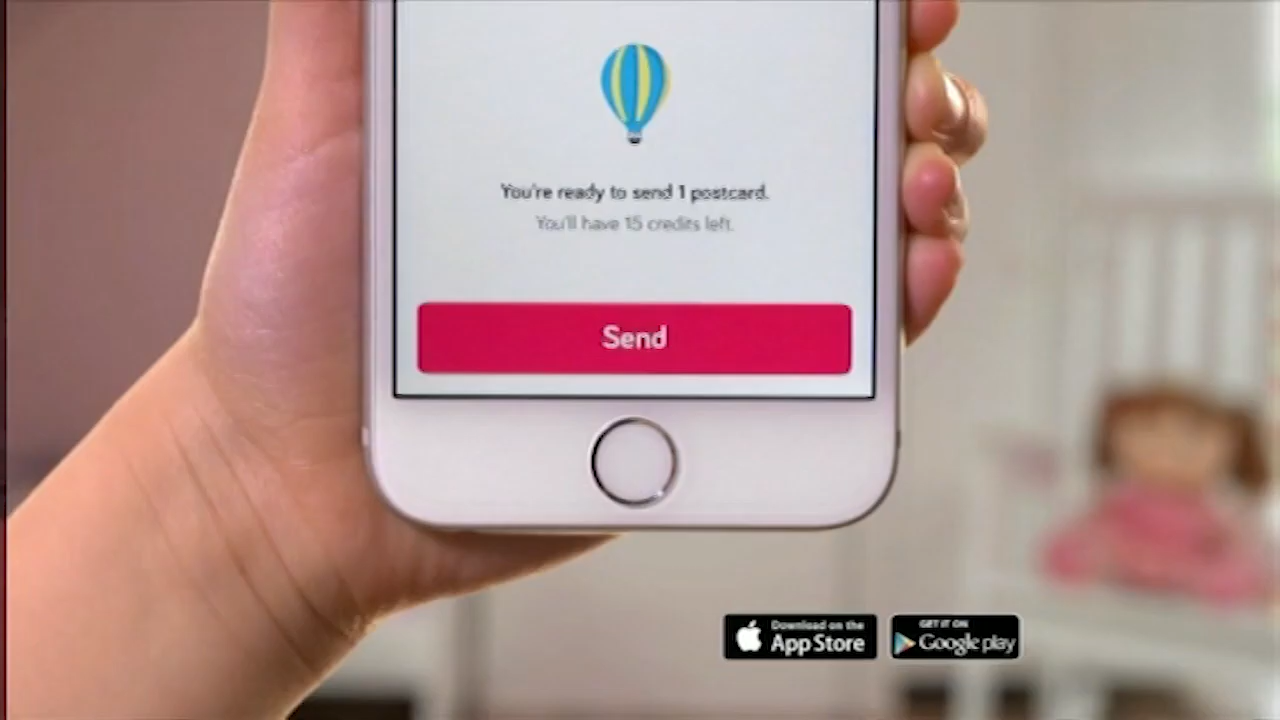 You're ready to send 1 postcard.
You'll have 15 credits left.
Send
Download on the
App Store
GET IT ON
Google play